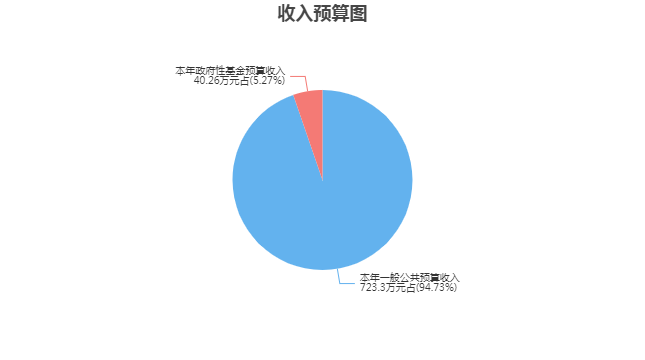 收入预算图
本年政府性基金预算收入
40.26万元占(5.27%)
本年一般公共预算收入
723.3万元占(94.73%)